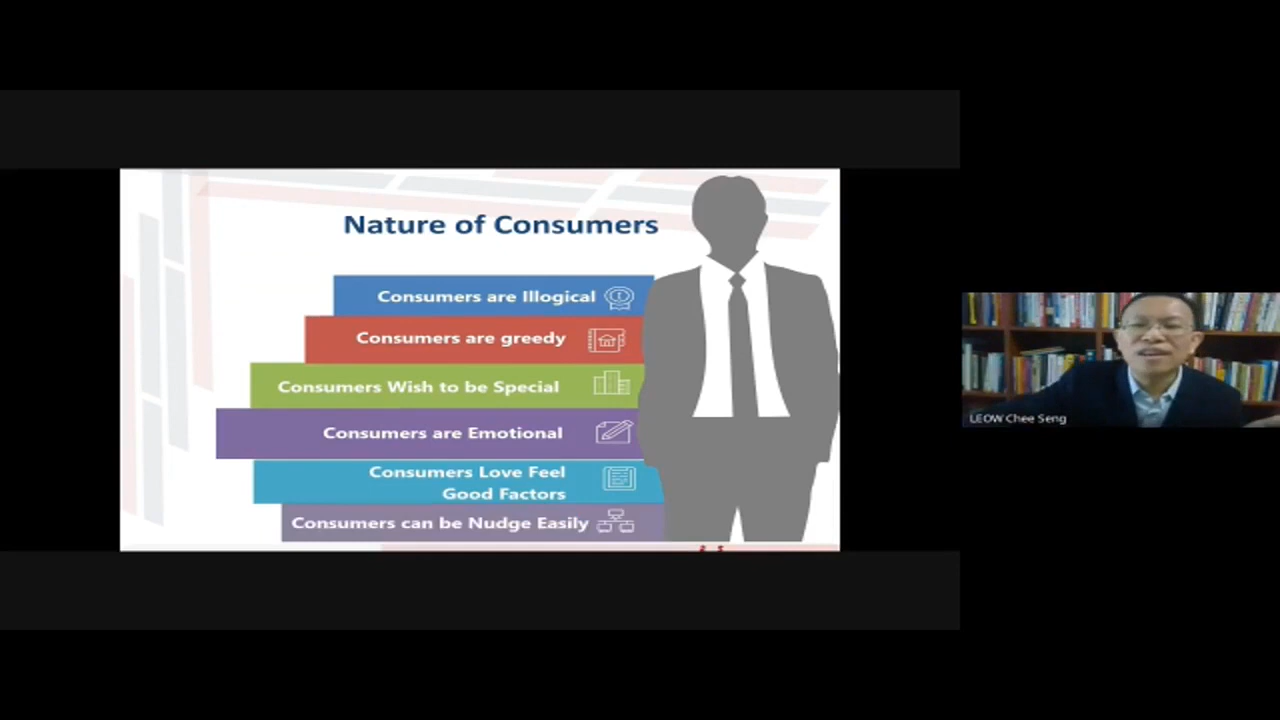 Nature of Consumers
Consumers are Illogical
Consumers are greedy
Consumers Wish to be Special
Consumers are Emotional
Consumers Love Feel
Good Factors
Consumers can be Nudge Easily
LEOW Chee Seng